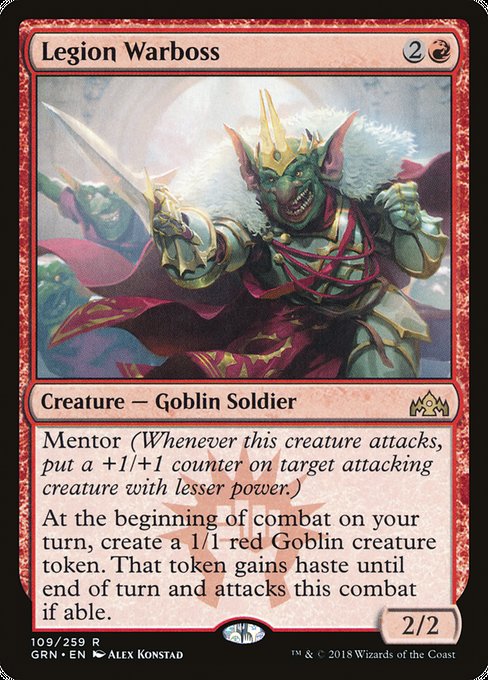 Legion Warboss 2
Creature — Goblin Soldier
Mentor (Whenever this creature attacks,
put a +1/+1 counter on target attacking
creature with lesser power.)
At the beginning of combat on your
turn, create a 1/1 red Goblin creature
token. That token gains haste until
end of turn and attacks this combat
if able.
2/2
109/259 R
GRN • EN Alex Konstad
™ & © 2018 Wizards of the Coast